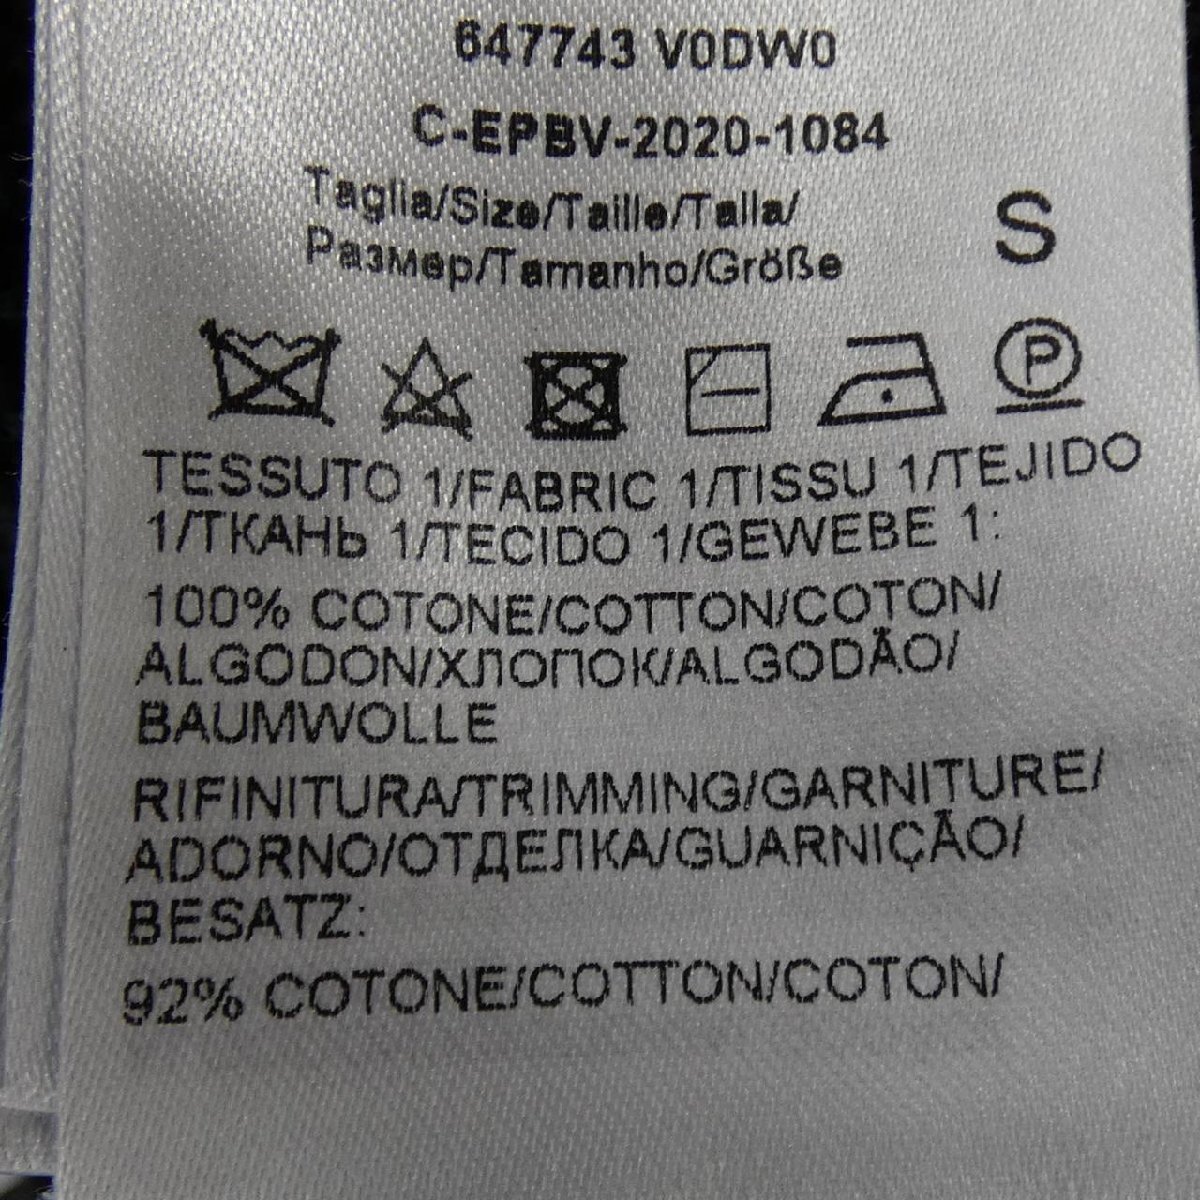 647743 V0DW0
C-EPBV-2020-1084
Taglia/Size/Taille/Talla/
Размер/Tamanho/Größe
S
P
TESSUTO 1/FABRIC 1/TISSU 1/TEJIDO
1/ТКАНЬ 1/TECIDO 1/GEWEBE 1:
100% COTONE/COTTON/COTON/
ALGODON/ХЛОПОК/ALGODÃO/
BAUMWOLLE
RIFINITURA/TRIMMING/GARNITURE/
ADORNO/ОТДЕЛКА/GUARNIÇÃO/
BESATZ:
92% COTONE/COTTON/COTON/